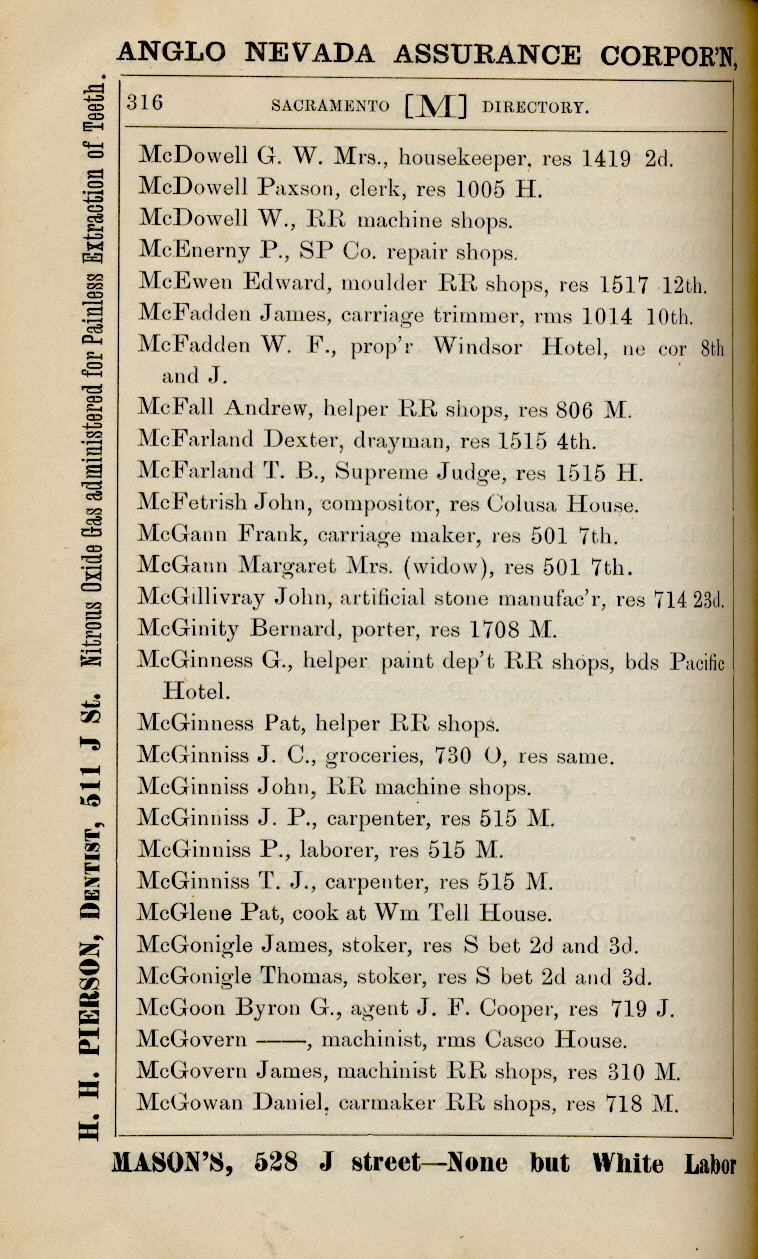 ANGLO NEVADA ASSURANCE CORPOR'N,
316 SACRAMENTO [M] DIRECTORY.
McDowell G. W. Mrs., housekeeper, res 1419 2d.
McDowell Paxson, clerk, res 1005 H.
McDowell W., RR machine shops.
McEnerny P., SP Co. repair shops.
McEwen Edward, moulder RR shops, res 1517 12th.
McFadden James, carriage trimmer, rms 1014 10th.
McFadden W. F., prop'r Windsor Hotel, ne cor 8th
and J.
McFall Andrew, helper RR shops, res 806 M.
McFarland Dexter, drayman, res 1515 4th.
McFarland T. B., Supreme Judge, res 1515 H.
McFetrish John, compositor, res Colusa House.
McGann Frank, carriage maker, res 501 7th.
McGann Margaret Mrs. (widow), res 501 7th.
McGillivray John, artificial stone manufac'r, res 714 23d.
McGinity Bernard, porter, res 1708 M.
McGinness G., helper paint dep't RR shops, bds Pacific
Hotel.
McGinness Pat, helper RR shops.
McGinniss J. C., groceries, 730 O, res same.
McGinniss John, RR machine shops.
McGinniss J. P., carpenter, res 515 M.
McGinniss P., laborer, res 515 M.
McGinniss T. J., carpenter, res 515 M.
McGlene Pat, cook at Wm Tell House.
McGonigle James, stoker, res S bet 2d and 3d.
McGonigle Thomas, stoker, res S bet 2d and 3d.
McGoon Byron G., agent J. F. Cooper, res 719 J.
McGovern ——, machinist, rms Casco House.
McGovern James, machinist RR shops, res 310 M.
McGowan Daniel, carmaker RR shops, res 718 M.
MASON'S, 528 J street—None but White Labor
H. H. PIERSON, DENTIST, 511 J St. Nitrous Oxide Gas administered for Painless Extraction of Teeth.